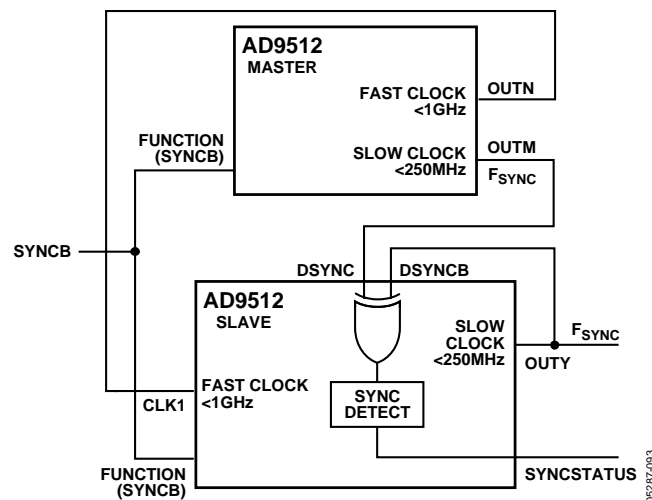 AD9512
MASTER
FAST CLOCK
<1GHz
OUTN
FUNCTION
(SYNCB)
SLOW CLOCK
<250MHz
OUTM
FSYNC
SYNCB
DSYNC
DSYNCB
AD9512
SLAVE
SLOW
CLOCK
<250MHz
FSYNC
OUTY
FAST CLOCK
<1GHz
CLK1
SYNC
DETECT
FUNCTION
(SYNCB)
SYNCSTATUS
05287-093